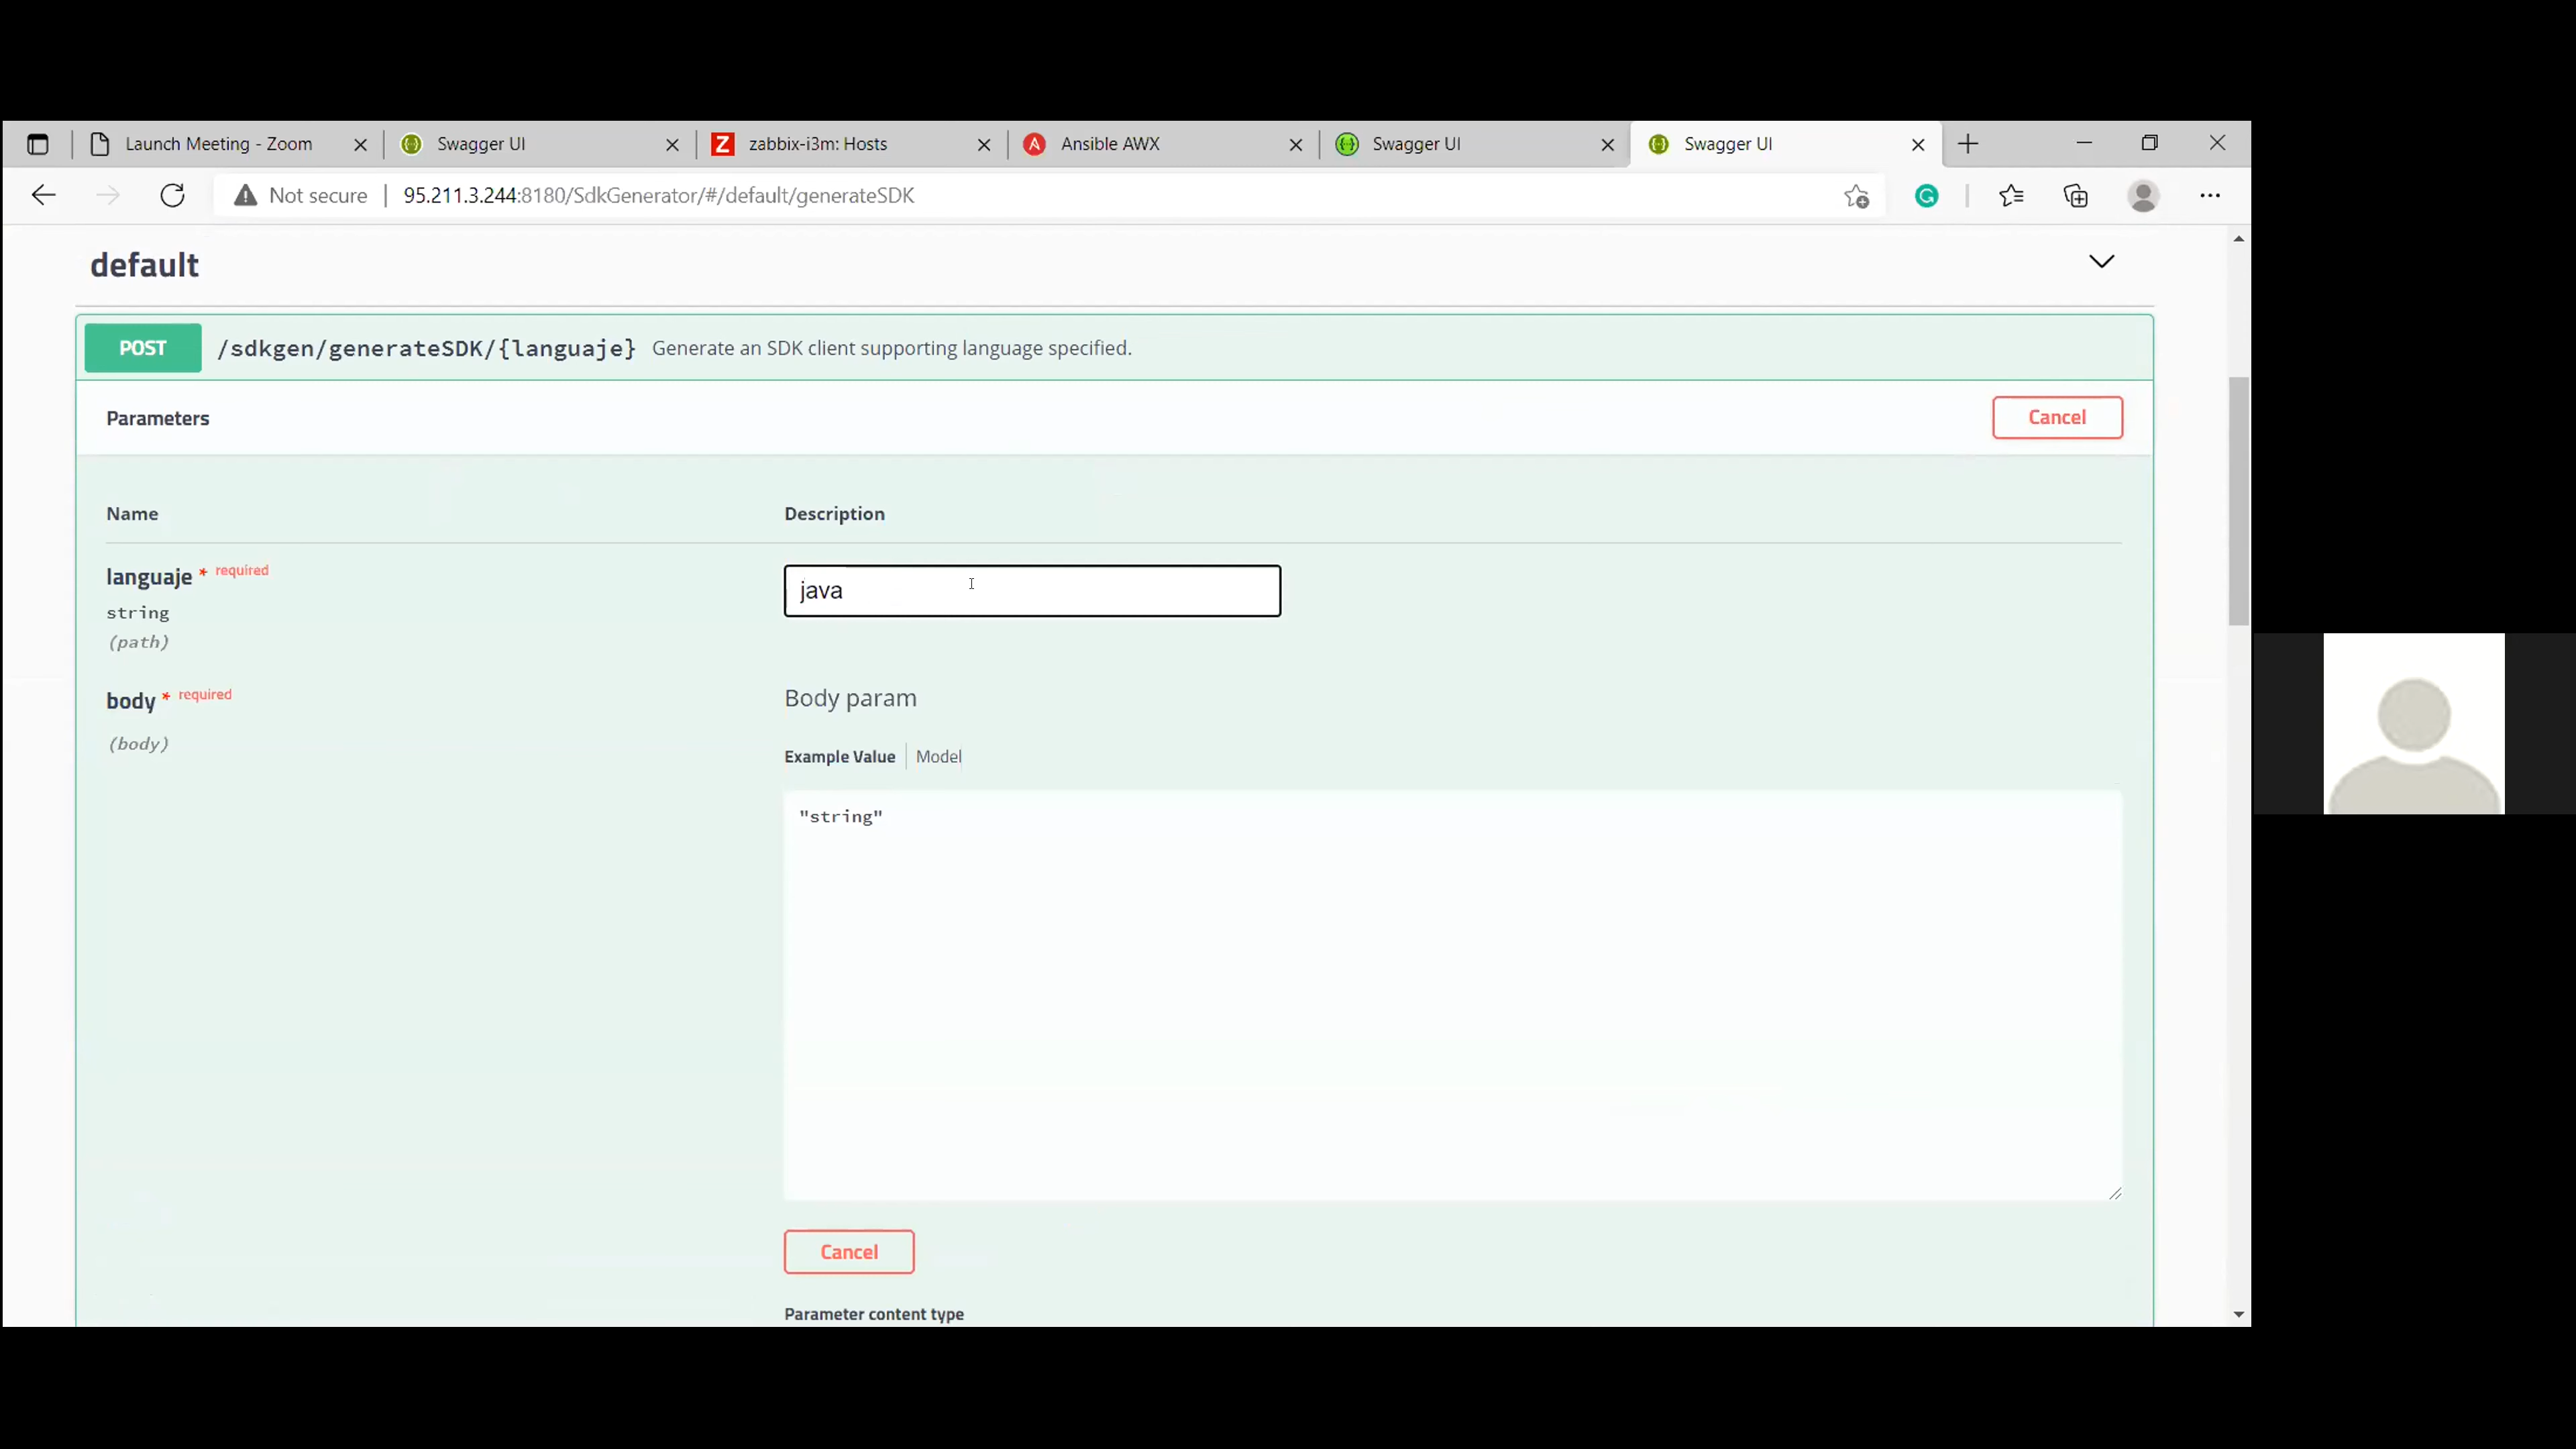 Launch Meeting - Zoom
Swagger UI
zabbix-i3m: Hosts
Ansible AWX
Swagger UI
Swagger UI
Not secure
95.211.3.244:8180/SdkGenerator/#/default/generateSDK
default
POST /sdkgen/generateSDK/{languaje} Generate an SDK client supporting language specified.
Parameters
Cancel
Name
Description
languaje * required
string
(path)
java
body * required
(body)
Body param
Example Value | Model
"string"
Cancel
Parameter content type